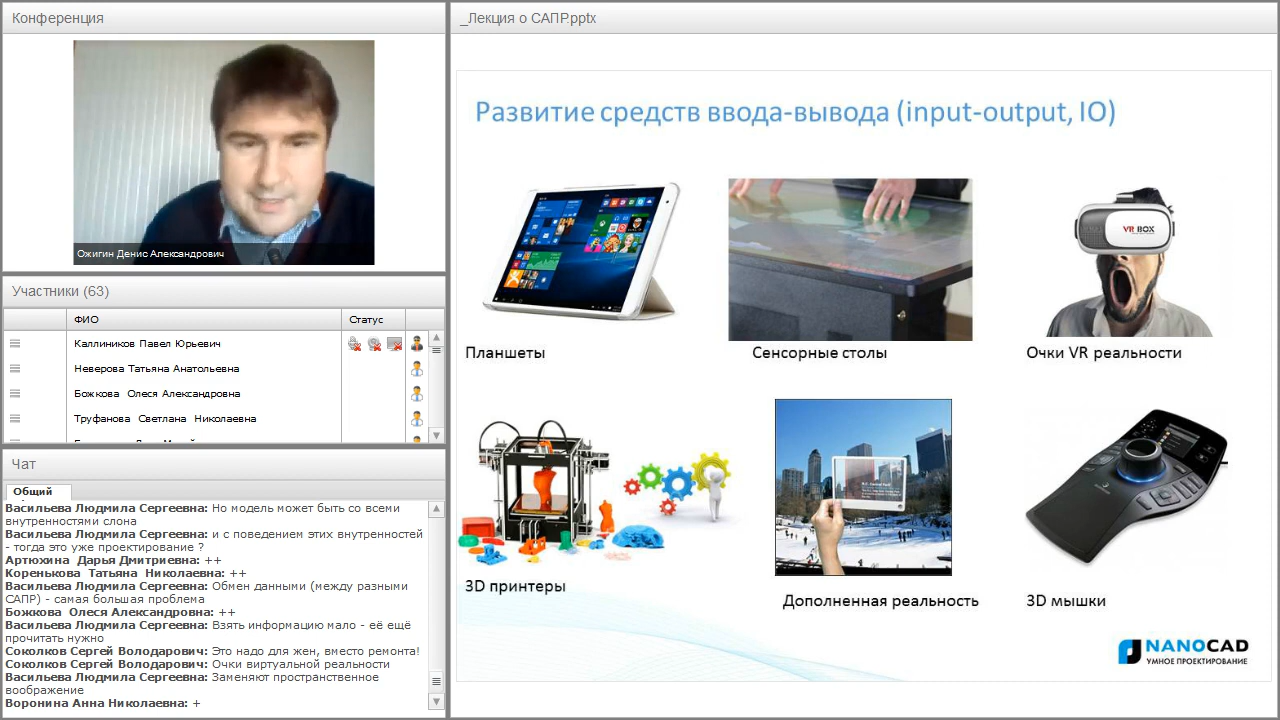 Конференция
Ожигин Денис Александрович
Участники (63)
ФИО
Статус
Каллиников Павел Юрьевич
Неверова Татьяна Анатольевна
Божкова Олеся Александровна
Труфанова Светлана Николаевна
Чат
Общий
Васильева Людмила Сергеевна: Но модель может быть со всеми
внутренностями слона
Васильева Людмила Сергеевна: и с поведением этих внутренностей
- тогда это уже проектирование ?
Артюхина Дарья Дмитриевна: ++
Коренькова Татьяна Николаевна: ++
Васильева Людмила Сергеевна: Обмен данными (между разными
САПР) - самая большая проблема
Божкова Олеся Александровна: ++
Васильева Людмила Сергеевна: Взять информацию мало - её ещё
прочитать нужно
Соколков Сергей Володарович: Это надо для жен, вместо ремонта!
Соколков Сергей Володарович: Очки виртуальной реальности
Васильева Людмила Сергеевна: Заменяют пространственное
воображение
Воронина Анна Николаевна: +
_Лекция о САПР.pptx
Развитие средств ввода-вывода (input-output, IO)
VR BOX
Планшеты
Сенсорные столы
Очки VR реальности
3D принтеры
Дополненная реальность
3D мышки
NANOCAD
УМНОЕ ПРОЕКТИРОВАНИЕ